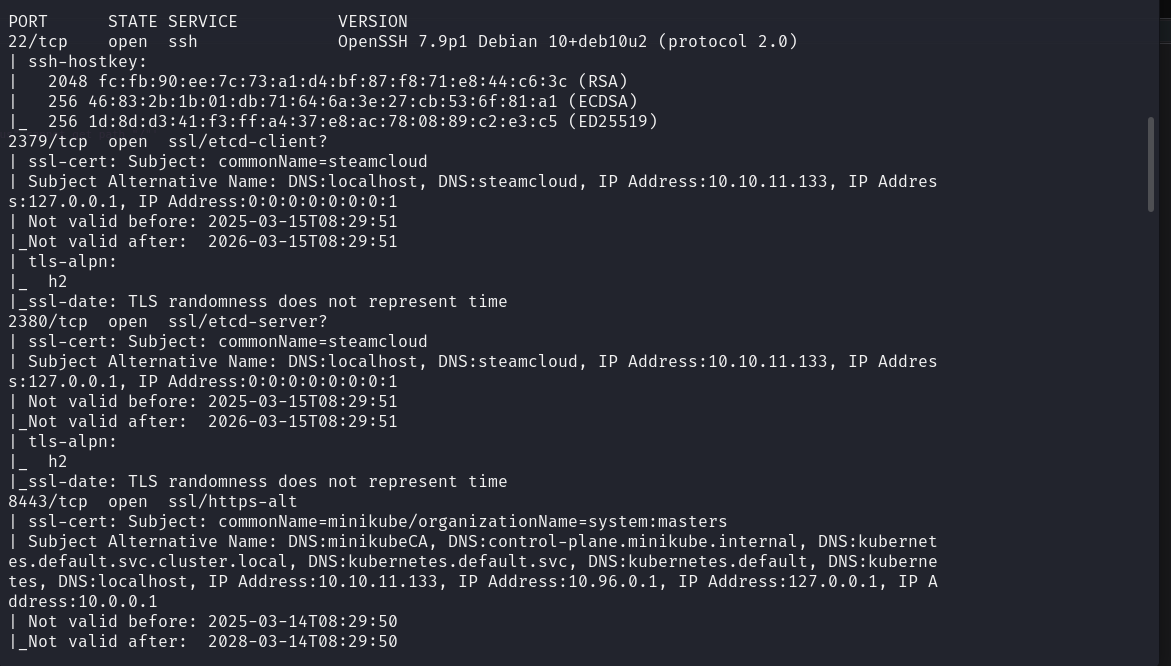 PORT      STATE SERVICE          VERSION
22/tcp    open  ssh              OpenSSH 7.9p1 Debian 10+deb10u2 (protocol 2.0)
| ssh-hostkey:
|   2048 fc:fb:90:ee:7c:73:a1:d4:bf:87:f8:71:e8:44:c6:3c (RSA)
|   256 46:83:2b:1b:01:db:71:64:6a:3e:27:cb:53:6f:81:a1 (ECDSA)
|_  256 1d:8d:d3:41:f3:ff:a4:37:e8:ac:78:08:89:c2:e3:c5 (ED25519)
2379/tcp  open  ssl/etcd-client?
| ssl-cert: Subject: commonName=steamcloud
| Subject Alternative Name: DNS:localhost, DNS:steamcloud, IP Address:10.10.11.133, IP Addres
s:127.0.0.1, IP Address:0:0:0:0:0:0:0:1
| Not valid before: 2025-03-15T08:29:51
|_Not valid after:  2026-03-15T08:29:51
| tls-alpn:
|_  h2
|_ssl-date: TLS randomness does not represent time
2380/tcp  open  ssl/etcd-server?
| ssl-cert: Subject: commonName=steamcloud
| Subject Alternative Name: DNS:localhost, DNS:steamcloud, IP Address:10.10.11.133, IP Addres
s:127.0.0.1, IP Address:0:0:0:0:0:0:0:1
| Not valid before: 2025-03-15T08:29:51
|_Not valid after:  2026-03-15T08:29:51
| tls-alpn:
|_  h2
|_ssl-date: TLS randomness does not represent time
8443/tcp  open  ssl/https-alt
| ssl-cert: Subject: commonName=minikube/organizationName=system:masters
| Subject Alternative Name: DNS:minikubeCA, DNS:control-plane.minikube.internal, DNS:kubernet
es.default.svc.cluster.local, DNS:kubernetes.default.svc, DNS:kubernetes.default, DNS:kuberne
tes, DNS:localhost, IP Address:10.10.11.133, IP Address:10.96.0.1, IP Address:127.0.0.1, IP A
ddress:10.0.0.1
| Not valid before: 2025-03-14T08:29:50
|_Not valid after:  2028-03-14T08:29:50